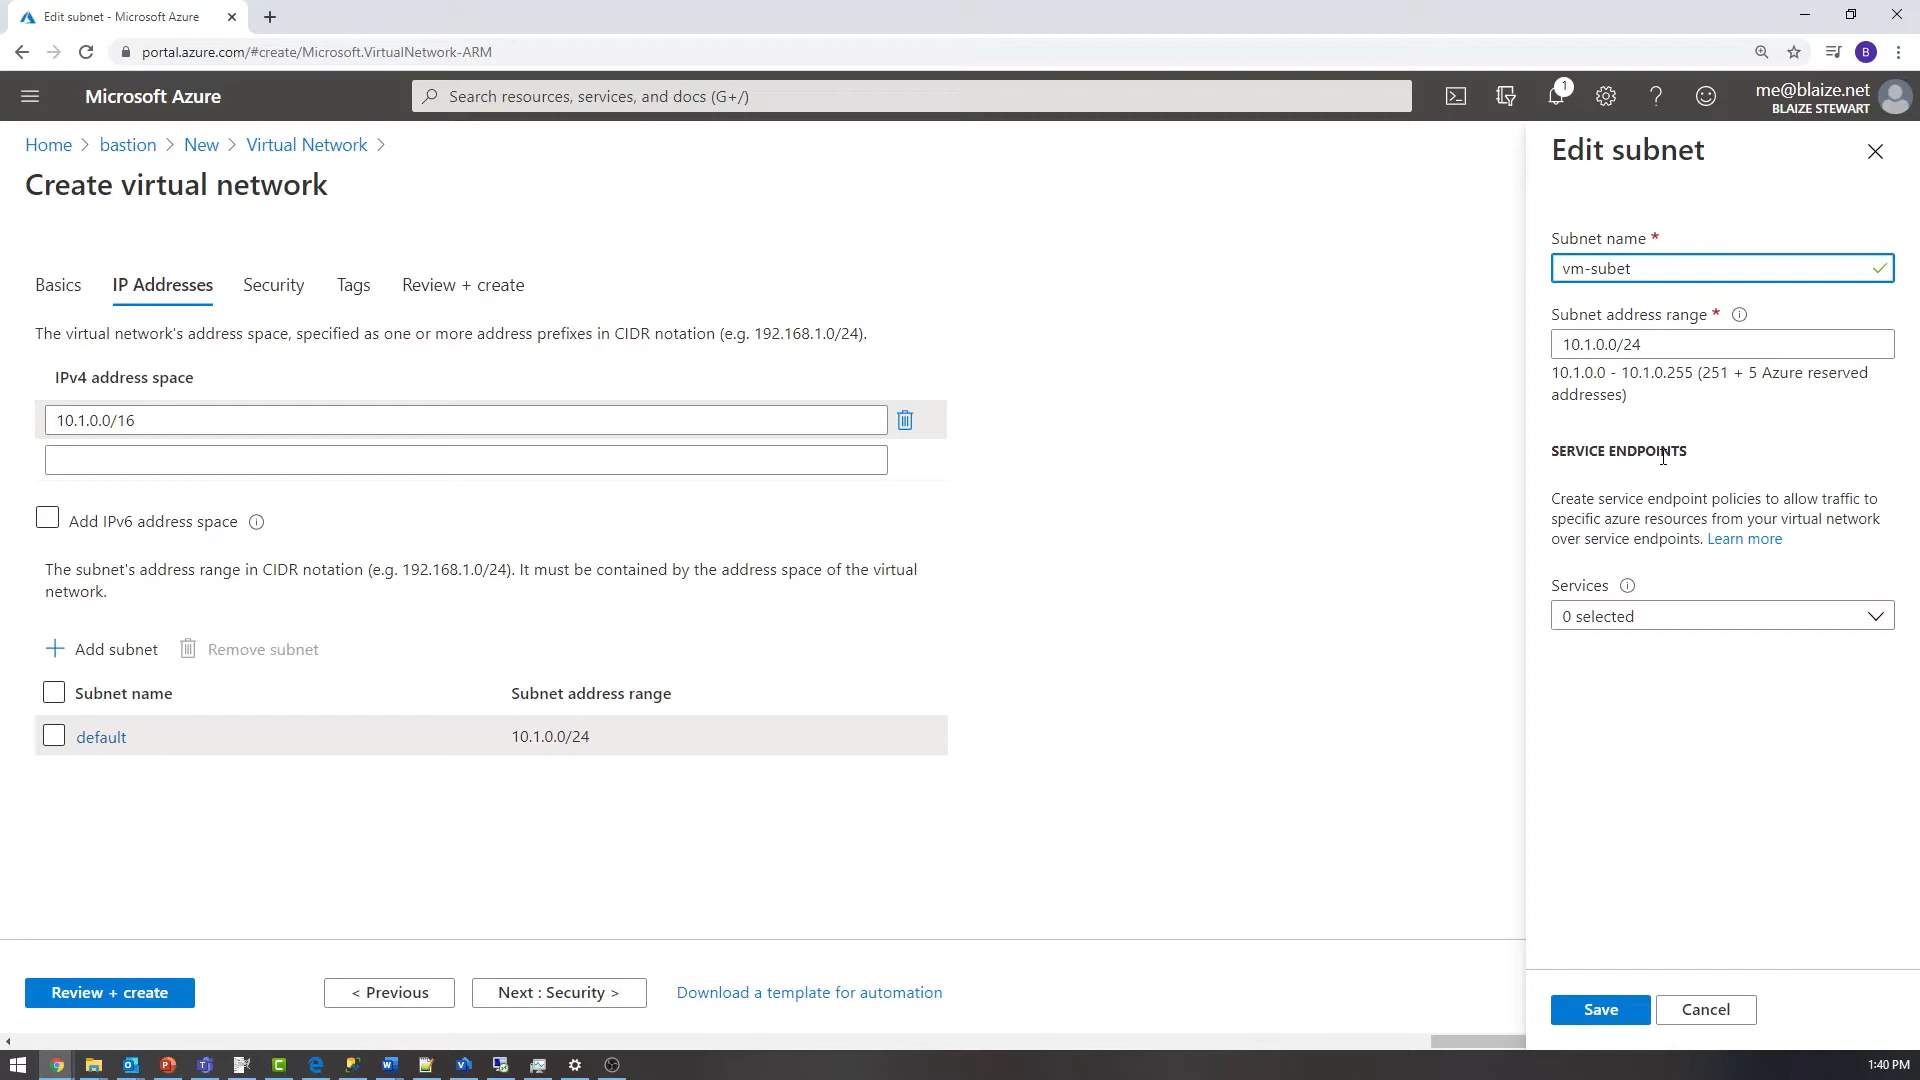 Edit subnet - Microsoft Azure
portal.azure.com/#create/Microsoft.VirtualNetwork-ARM
B
Microsoft Azure
Search resources, services, and docs (G+/)
1
me@blaize.net
BLAIZE STEWART
Home > bastion > New > Virtual Network >
Create virtual network
Basics
IP Addresses
Security
Tags
Review + create
The virtual network's address space, specified as one or more address prefixes in CIDR notation (e.g. 192.168.1.0/24).
IPv4 address space
10.1.0.0/16
Add IPv6 address space
The subnet's address range in CIDR notation (e.g. 192.168.1.0/24). It must be contained by the address space of the virtual
network.
Add subnet
Remove subnet
Subnet name
Subnet address range
default
10.1.0.0/24
Review + create
< Previous
Next : Security >
Download a template for automation
Edit subnet
Subnet name *
vm-subet
Subnet address range *
10.1.0.0/24
10.1.0.0 - 10.1.0.255 (251 + 5 Azure reserved
addresses)
SERVICE ENDPOINTS
Create service endpoint policies to allow traffic to
specific azure resources from your virtual network
over service endpoints. Learn more
Services
0 selected
Save
Cancel
1:40 PM